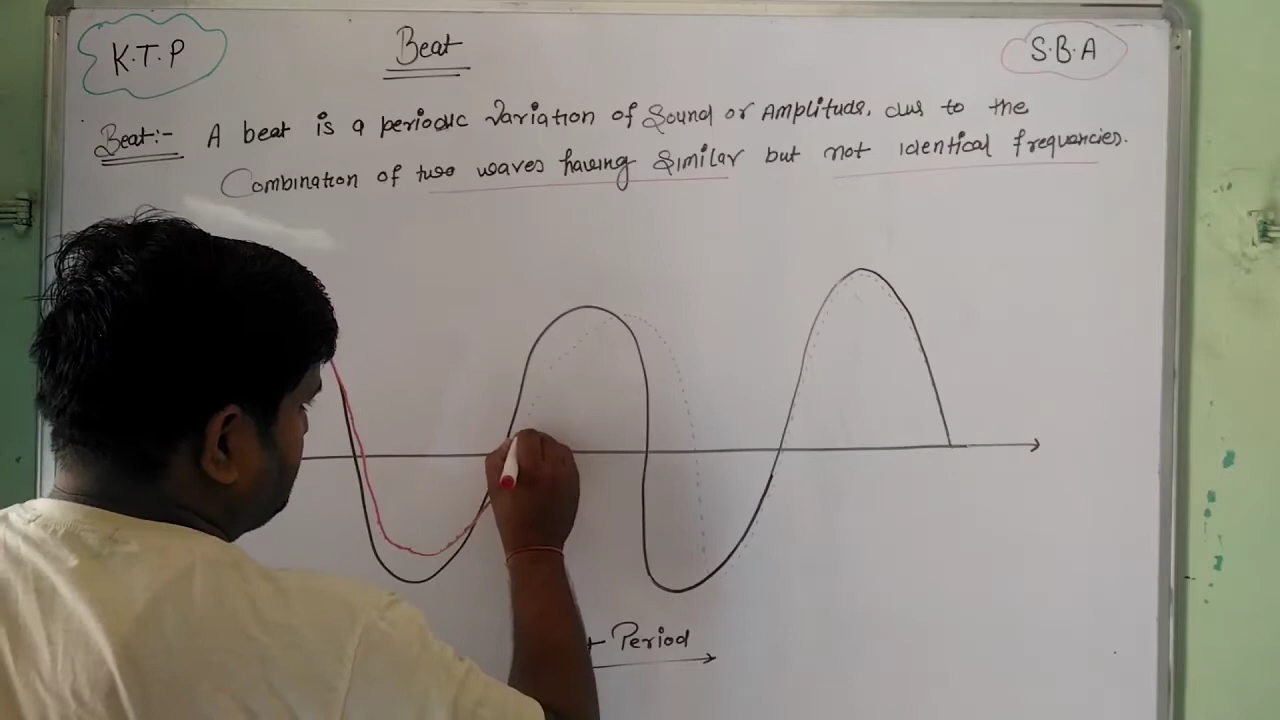 K.T.P
Beat
S.B.A
Beat:- A beat is a periodic Variation of Sound or Amplitude, due to the
Combination of two waves having Similar but not identical frequencies.
Period